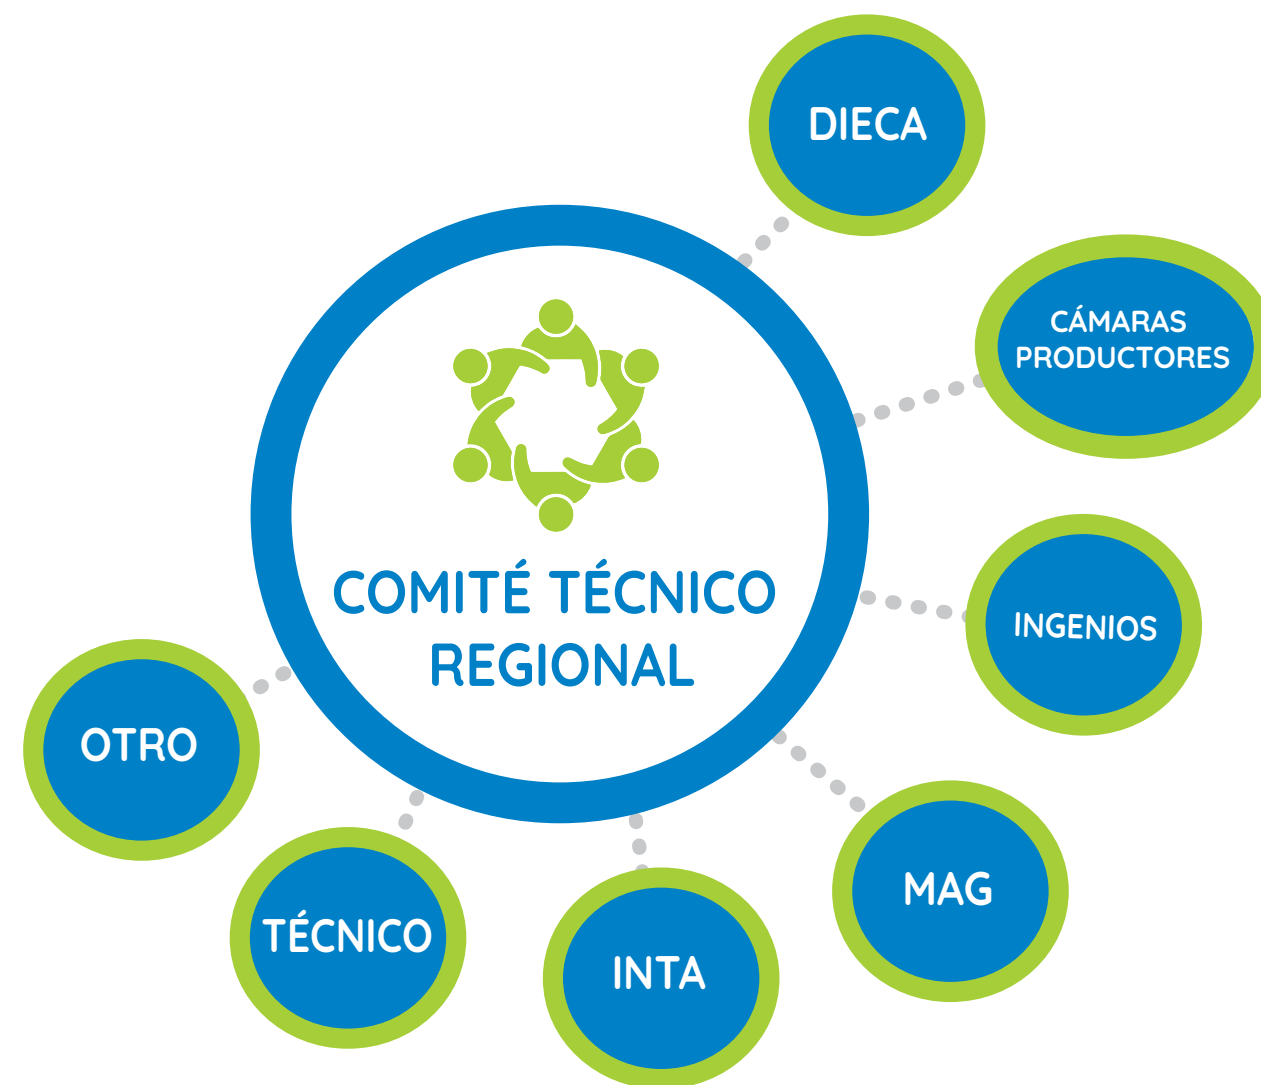 DIECA
CÁMARAS
PRODUCTORES
COMITÉ TÉCNICO
REGIONAL
INGENIOS
OTRO
MAG
TÉCNICO
INTA